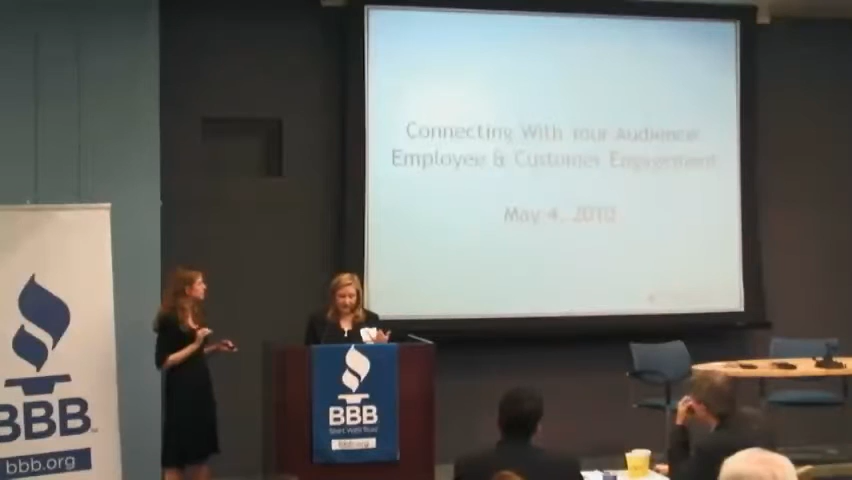 Connecting With Your Audience:
Employee & Customer Engagement
May 4, 2010
BBB
bbb.org
BBB
Start With Trust
bbb.org